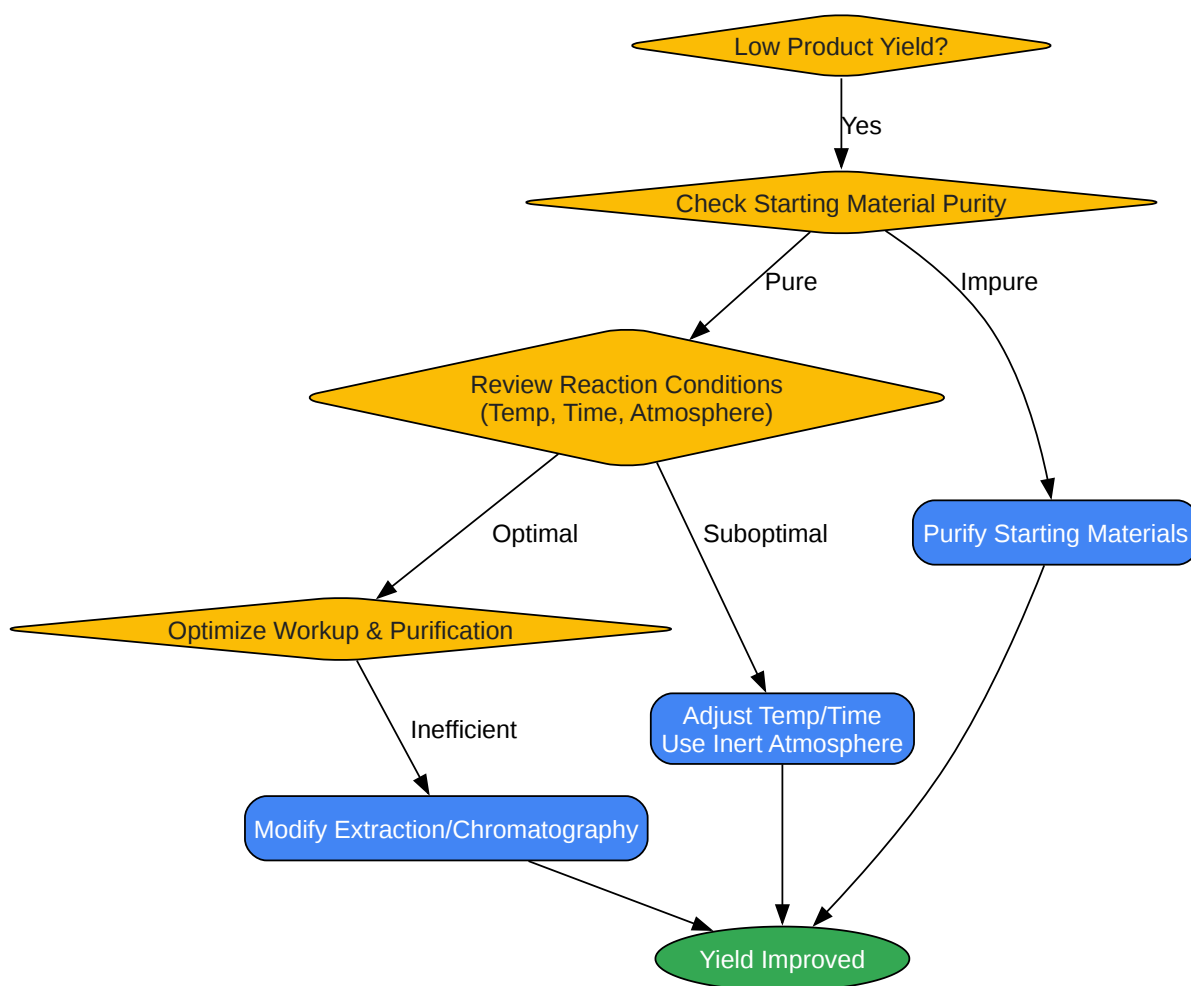 Low Product Yield?
Yes
Check Starting Material Purity
Pure
Impure
Review Reaction Conditions
(Temp, Time, Atmosphere)
Optimal
Suboptimal
Purify Starting Materials
Optimize Workup & Purification
Inefficient
Adjust Temp/Time
Use Inert Atmosphere
Modify Extraction/Chromatography
Yield Improved